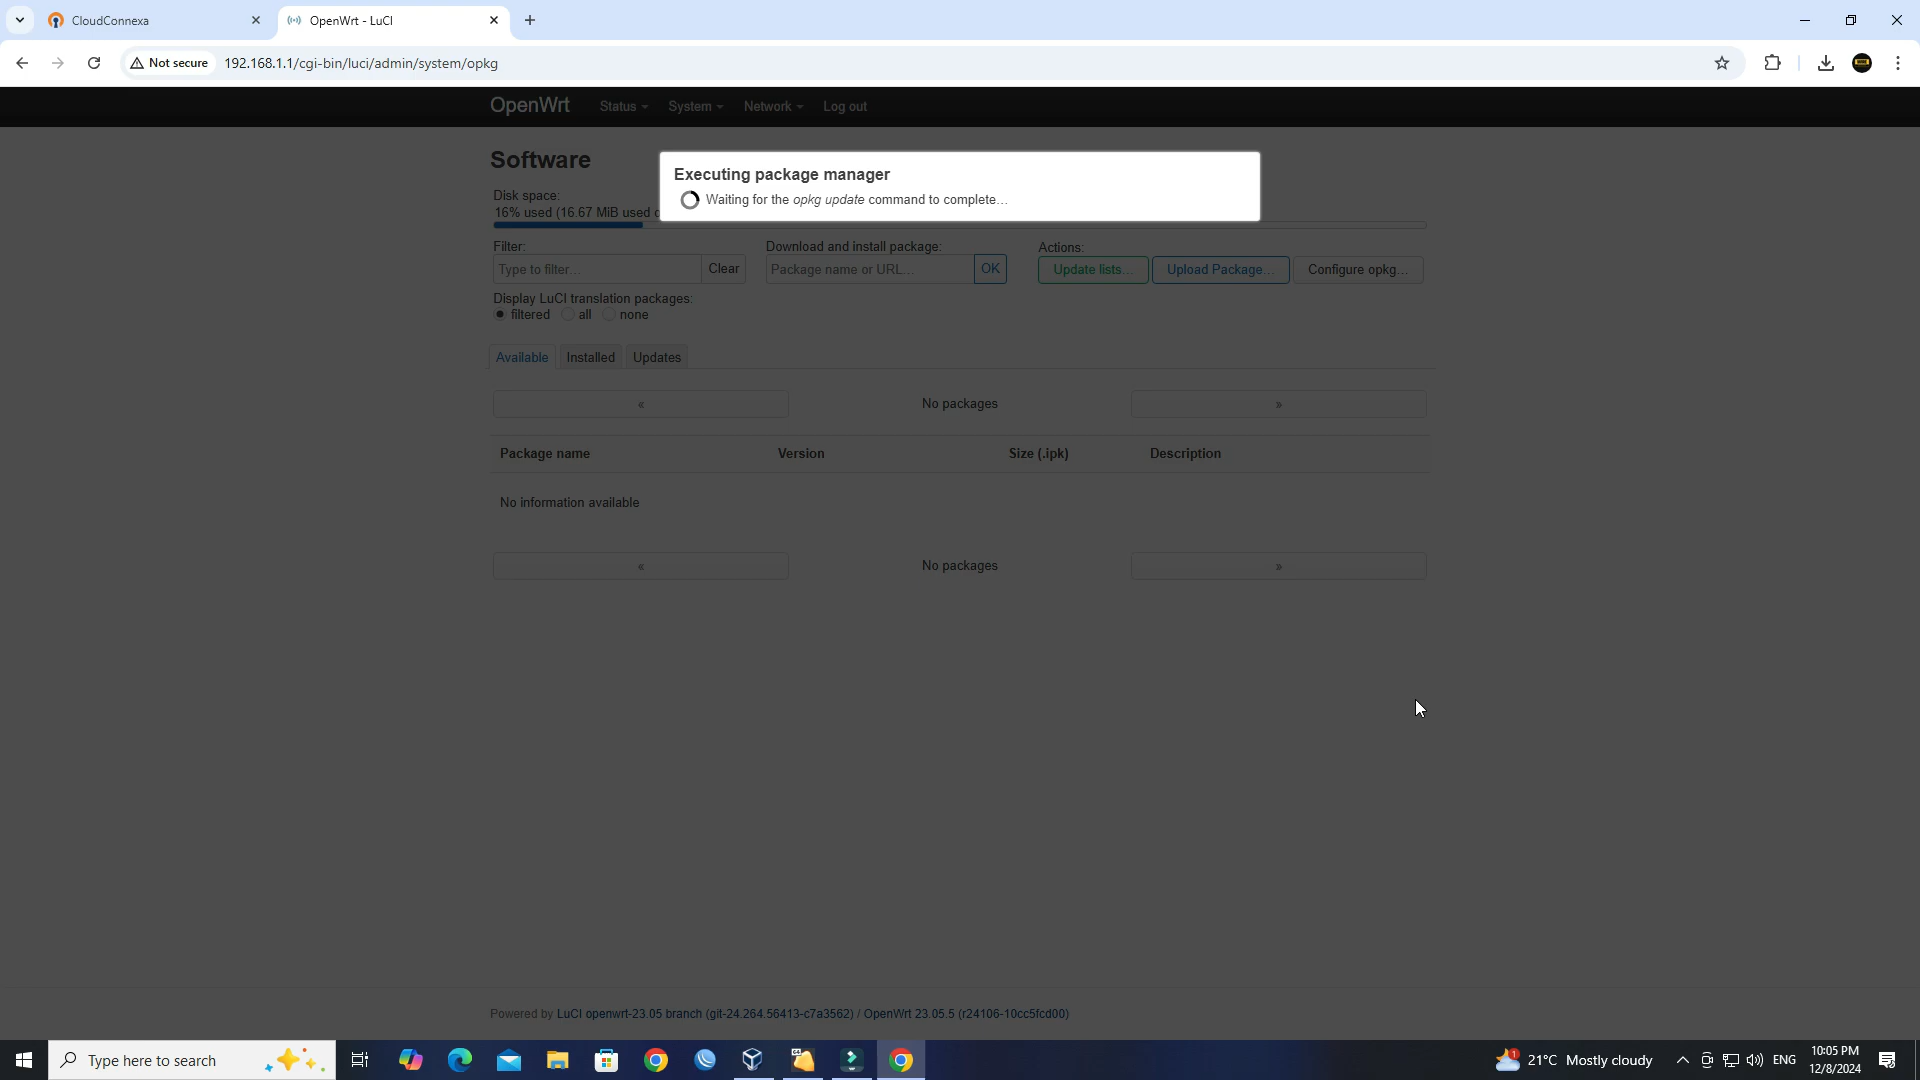 CloudConnexa
OpenWrt - LuCI
Not secure
192.168.1.1/cgi-bin/luci/admin/system/opkg
OpenWrt Status System Network Log out
Software
Executing package manager
Waiting for the opkg update command to complete…
Disk space:
16% used (16.67 MiB used
Filter:
Type to filter…
Clear
Download and install package:
Package name or URL…
OK
Actions:
Update lists… Upload Package… Configure opkg…
Display LuCI translation packages:
filtered all none
Available Installed Updates
« No packages »
Package name Version Size (.ipk) Description
No information available
« No packages »
Powered by LuCI openwrt-23.05 branch (git-24.264.56413-c7a3562) / OpenWrt 23.05.5 (r24106-10cc5fcd00)
Type here to search
21°C Mostly cloudy
ENG
10:05 PM
12/8/2024